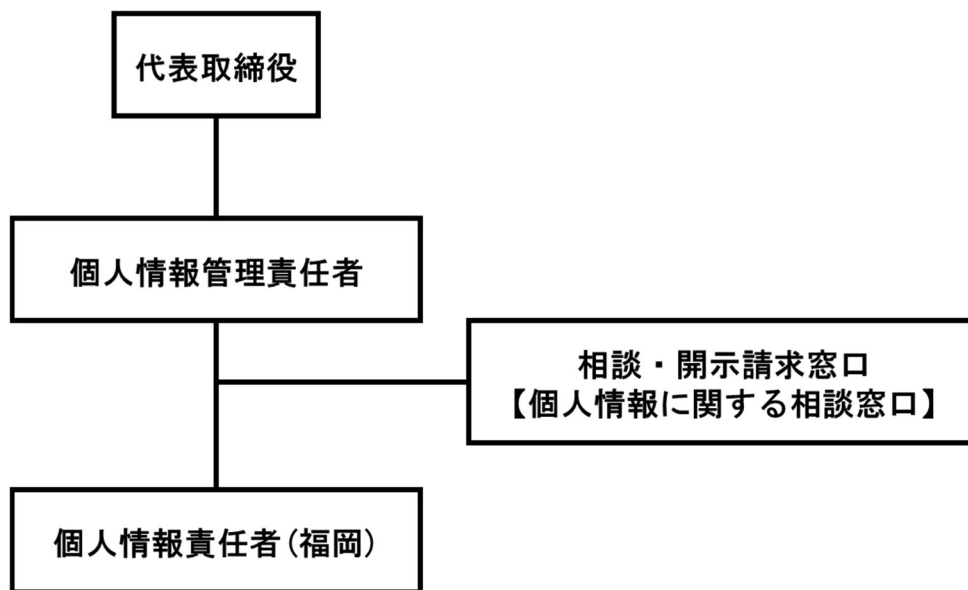 代表取締役
個人情報管理責任者
相談・開示請求窓口
【個人情報に関する相談窓口】
個人情報責任者(福岡)